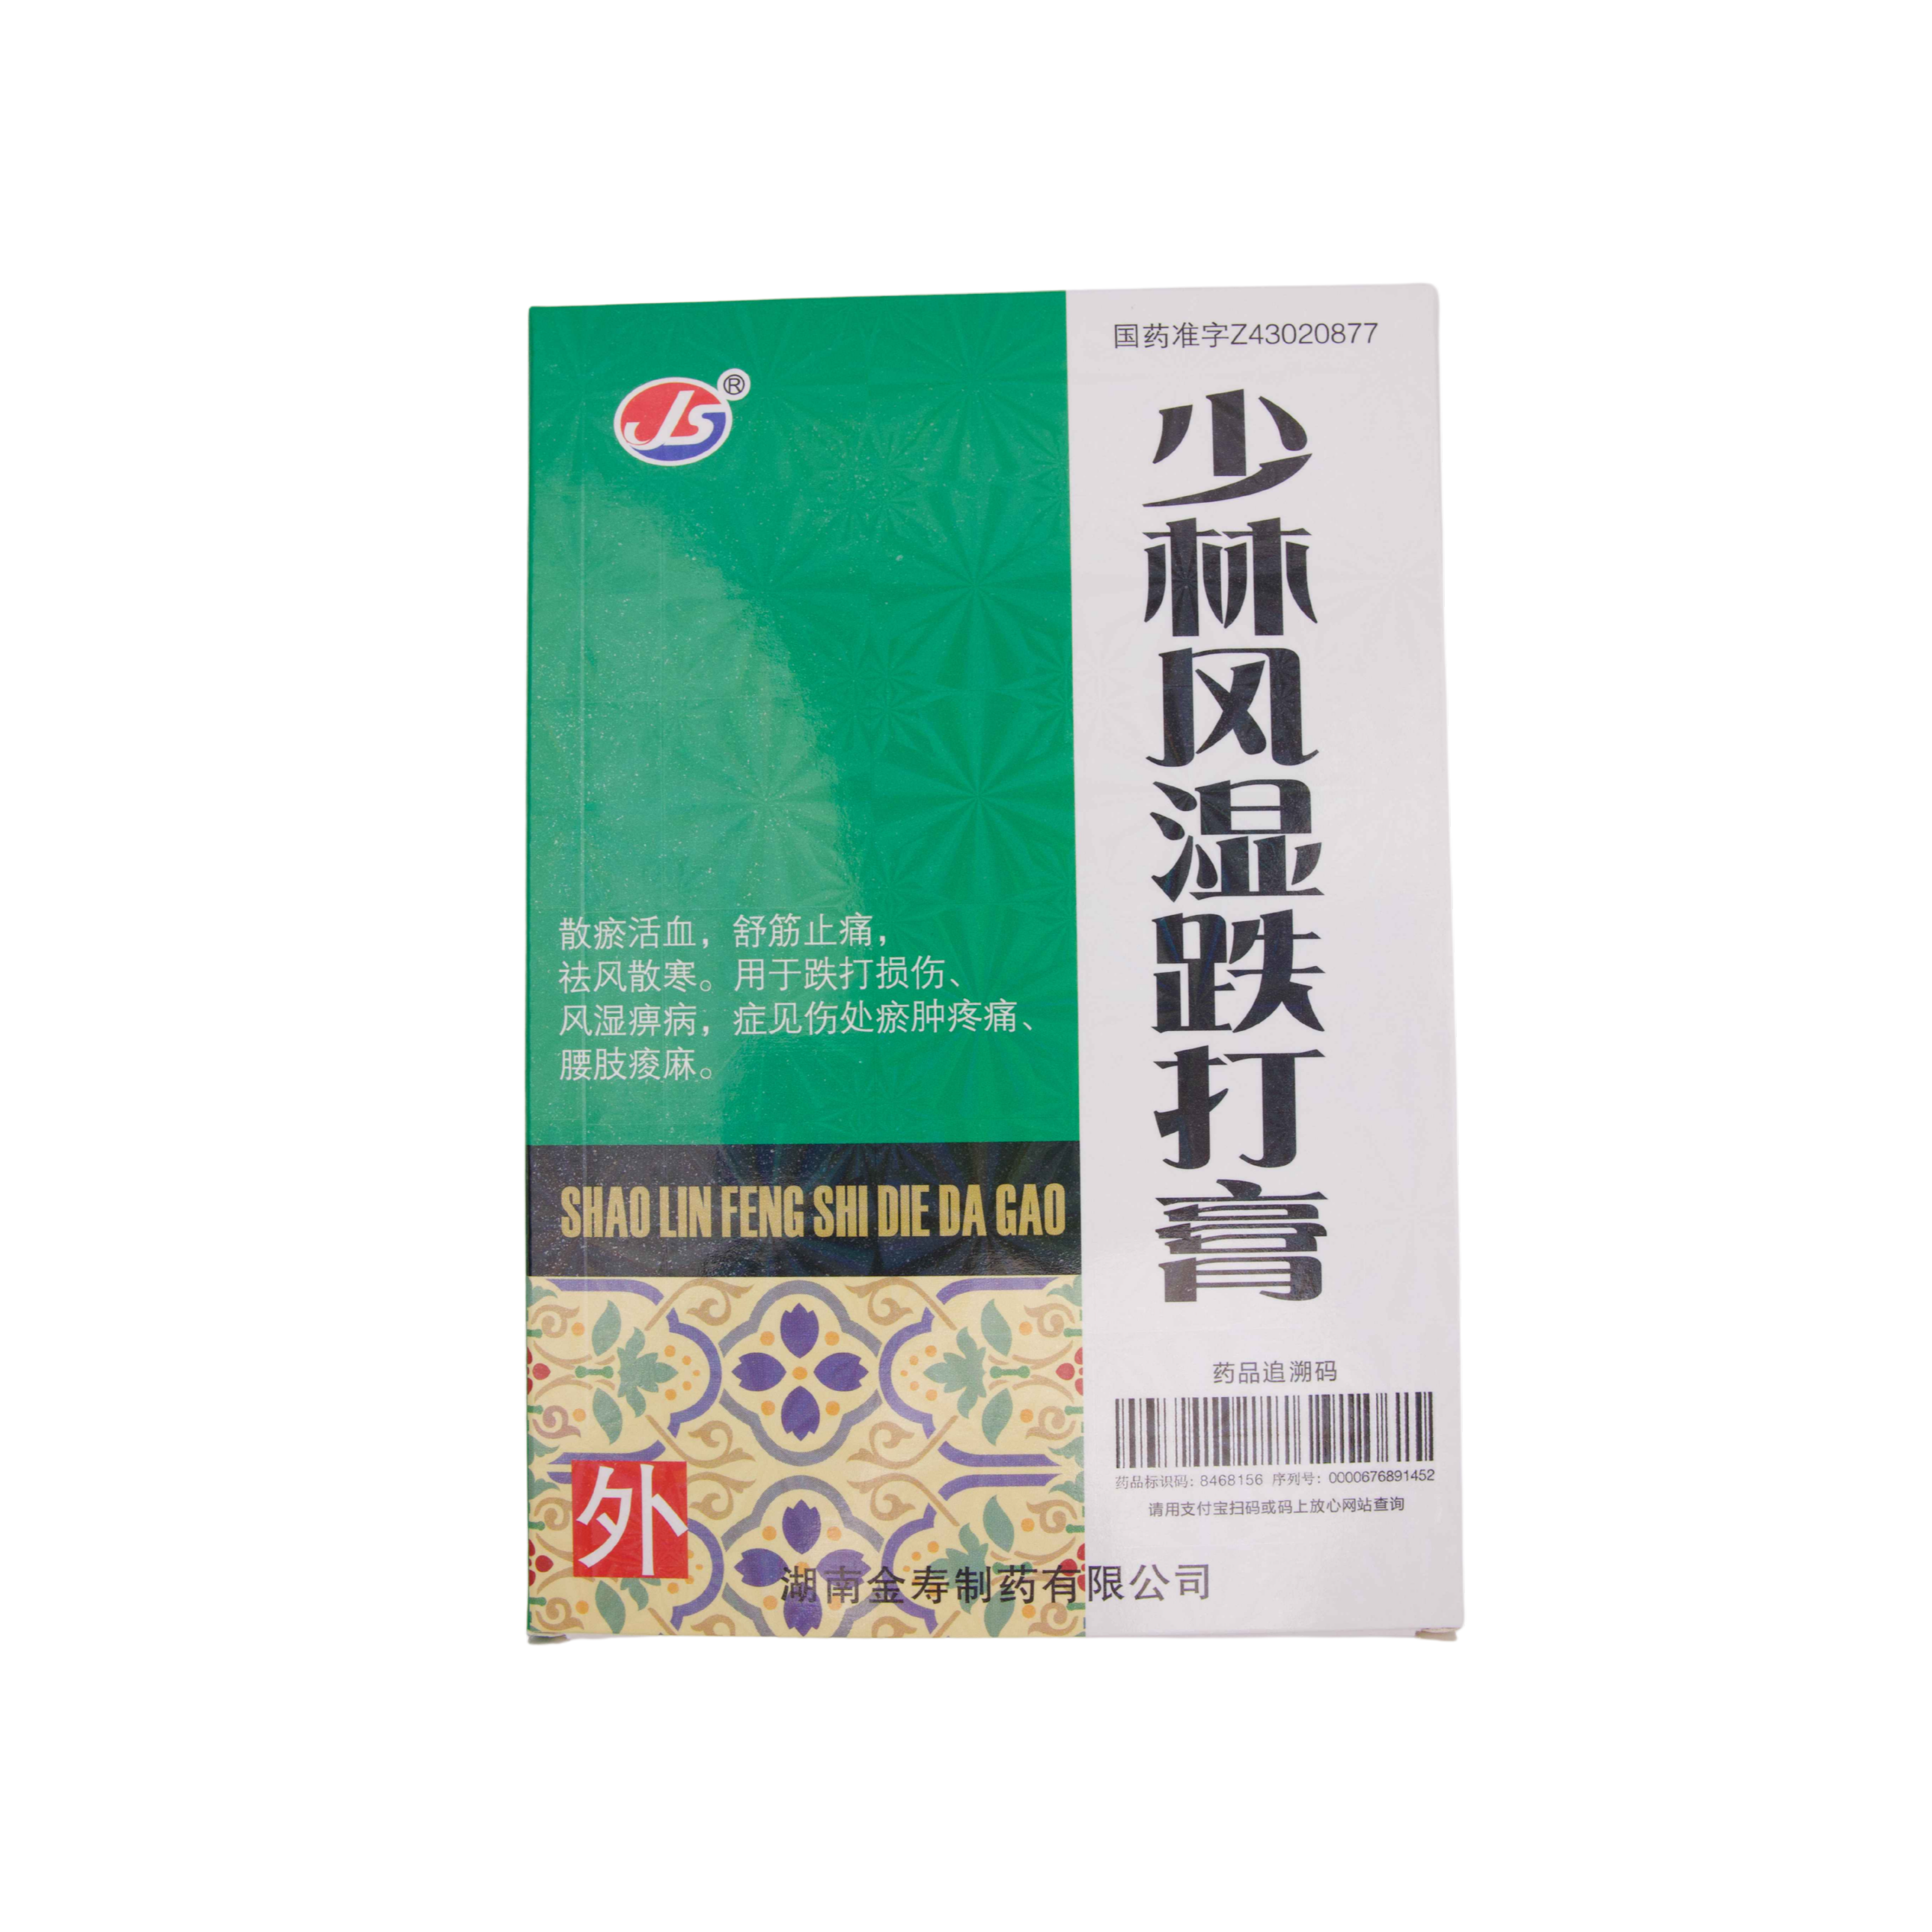 JS®
国药准字Z43020877
少林风湿跌打膏
散瘀活血，舒筋止痛，
祛风散寒。用于跌打损伤、
风湿痹病，症见伤处瘀肿疼痛、
腰肢痠麻。
SHAO LIN FENG SHI DIE DA GAO
药品追溯码
药品标识码：8468156 序列号：0000676891452
请用支付宝扫码或码上放心网站查询
外
湖南金寿制药有限公司